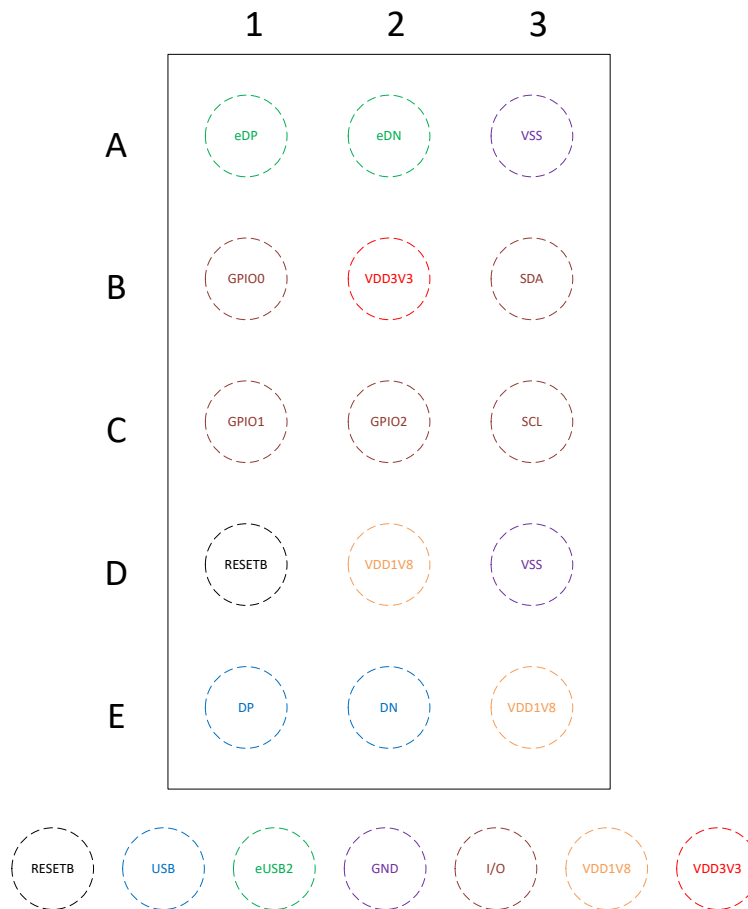 1 2 3
A eDP eDN VSS
B GPIO0 VDD3V3 SDA
C GPIO1 GPIO2 SCL
D RESETB VDD1V8 VSS
E DP DN VDD1V8
RESETB USB eUSB2 GND I/O VDD1V8 VDD3V3